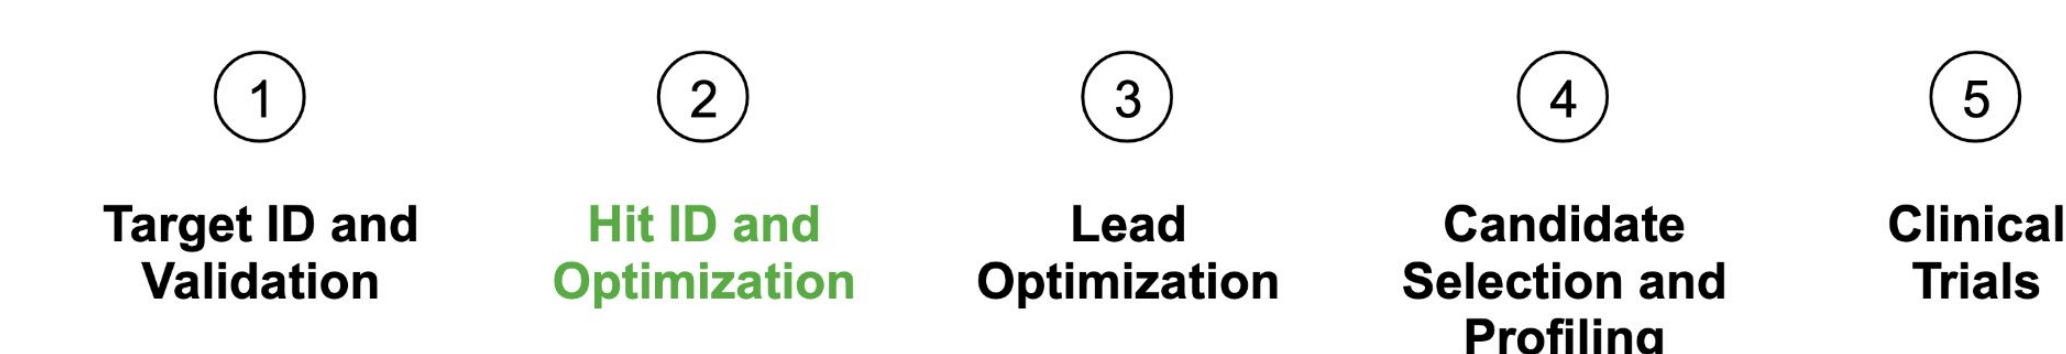 1
2
3
4
5
Target ID and
Validation
Hit ID and
Optimization
Lead
Optimization
Candidate
Selection and
Profiling
Clinical
Trials